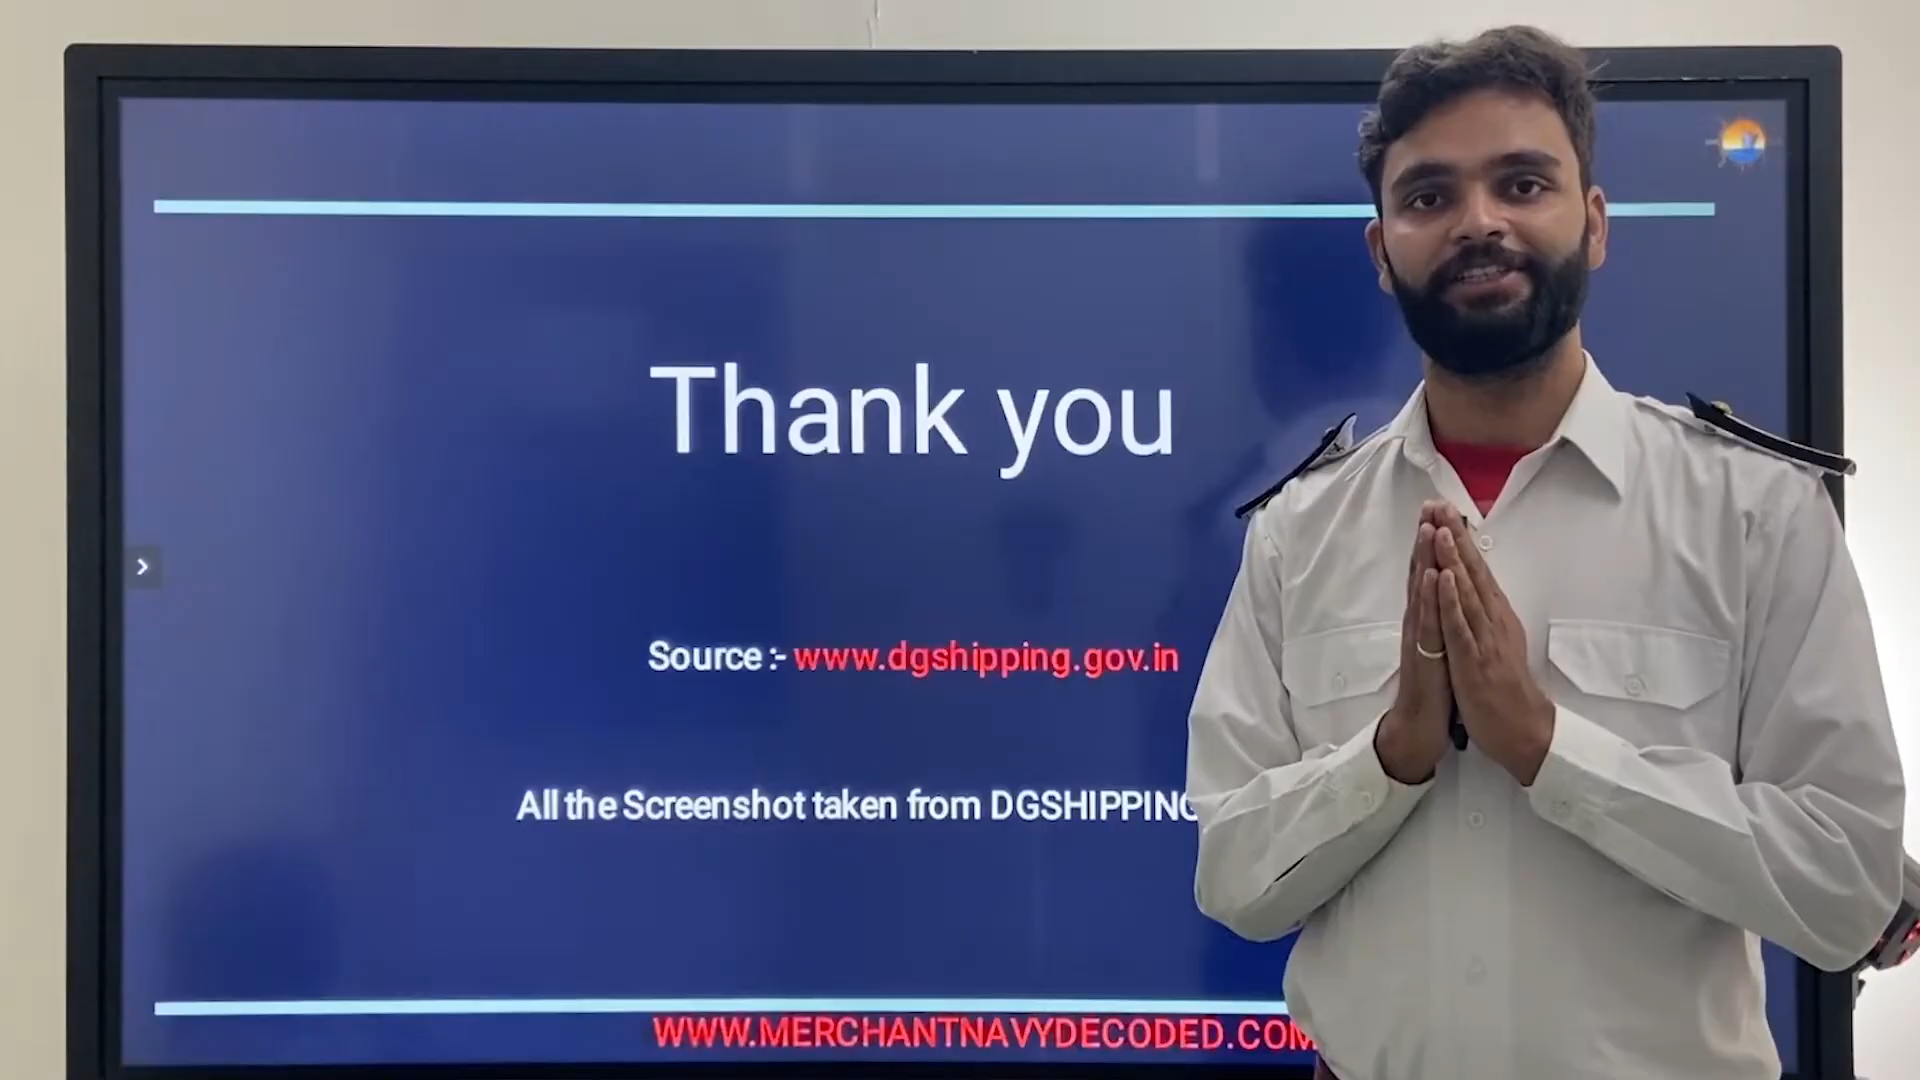 Thank you
Source :- www.dgshipping.gov.in
All the Screenshot taken from DGSHIPPING
WWW.MERCHANTNAVYDECODED.COM